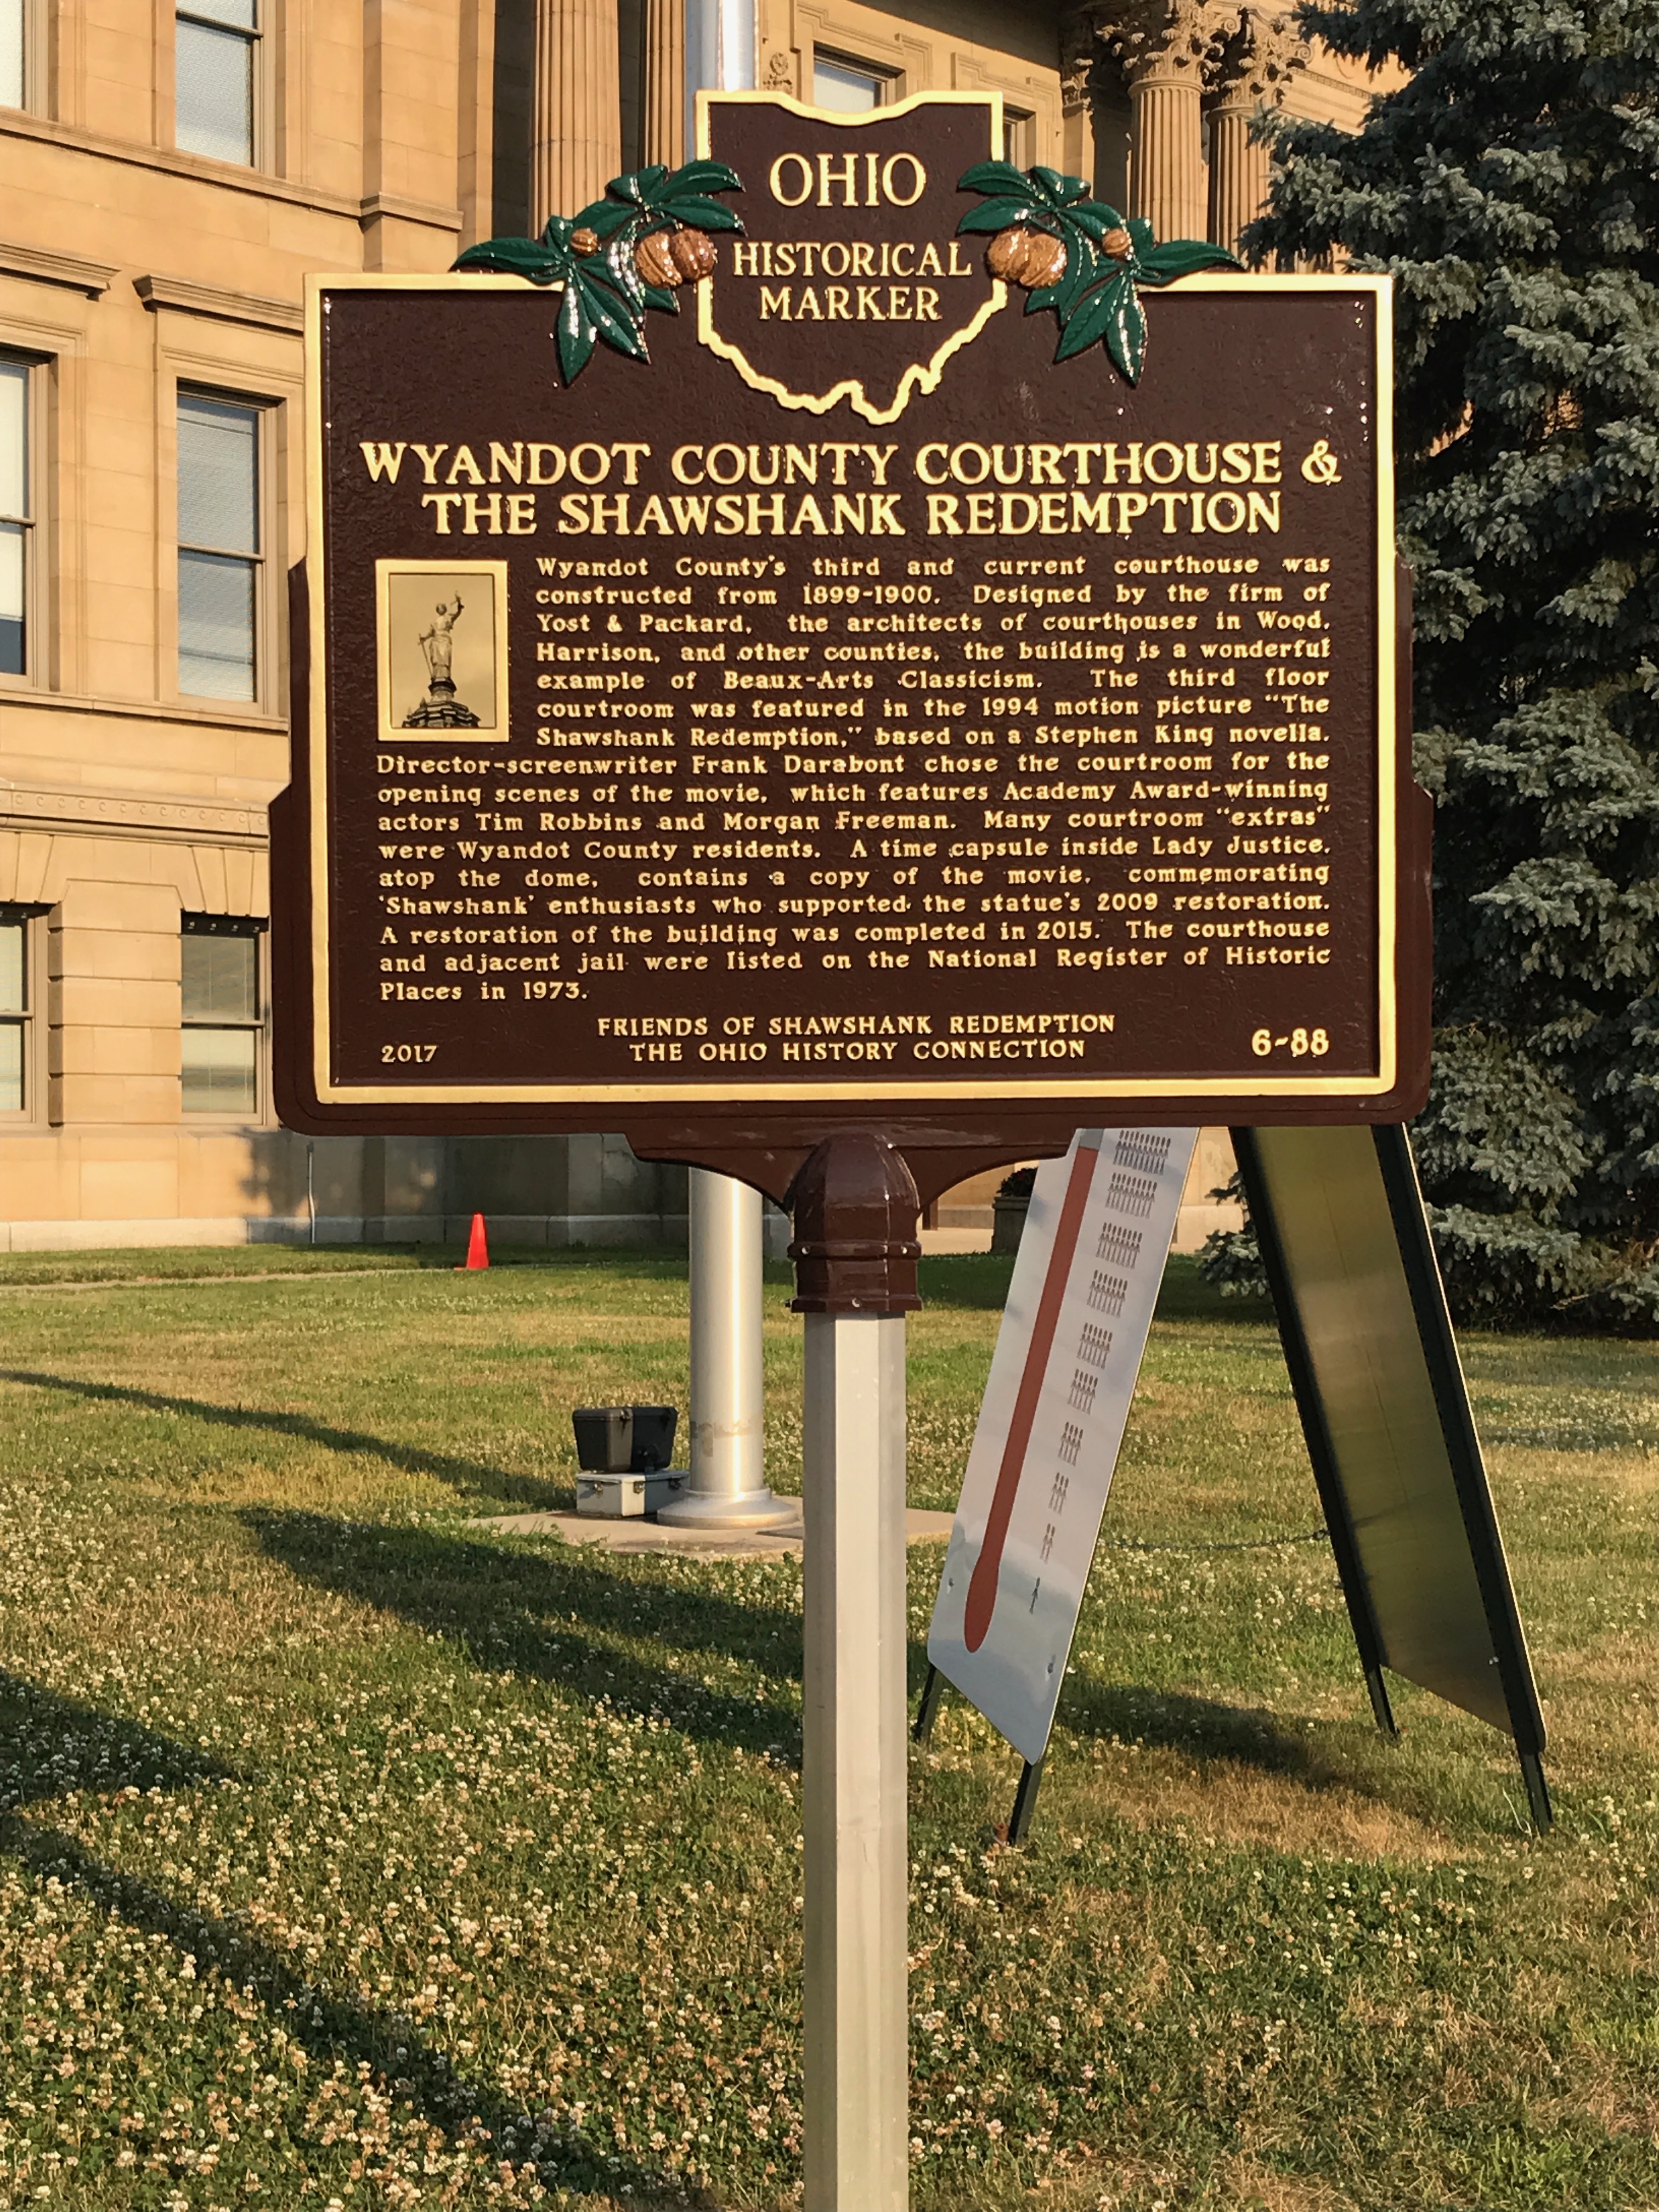 OHIO
HISTORICAL
MARKER
WYANDOT COUNTY COURTHOUSE &
THE SHAWSHANK REDEMPTION
Wyandot County's third and current courthouse was
constructed from 1899-1900. Designed by the firm of
Yost & Packard, the architects of courthouses in Wood,
Harrison, and other counties, the building is a wonderful
example of Beaux-Arts Classicism. The third floor
courtroom was featured in the 1994 motion picture "The
Shawshank Redemption," based on a Stephen King novella.
Director-screenwriter Frank Darabont chose the courtroom for the
opening scenes of the movie, which features Academy Award-winning
actors Tim Robbins and Morgan Freeman. Many courtroom "extras"
were Wyandot County residents. A time capsule inside Lady Justice,
atop the dome, contains a copy of the movie, commemorating
'Shawshank' enthusiasts who supported the statue's 2009 restoration.
A restoration of the building was completed in 2015. The courthouse
and adjacent jail were listed on the National Register of Historic
Places in 1973.
FRIENDS OF SHAWSHANK REDEMPTION
2017 THE OHIO HISTORY CONNECTION 6-88